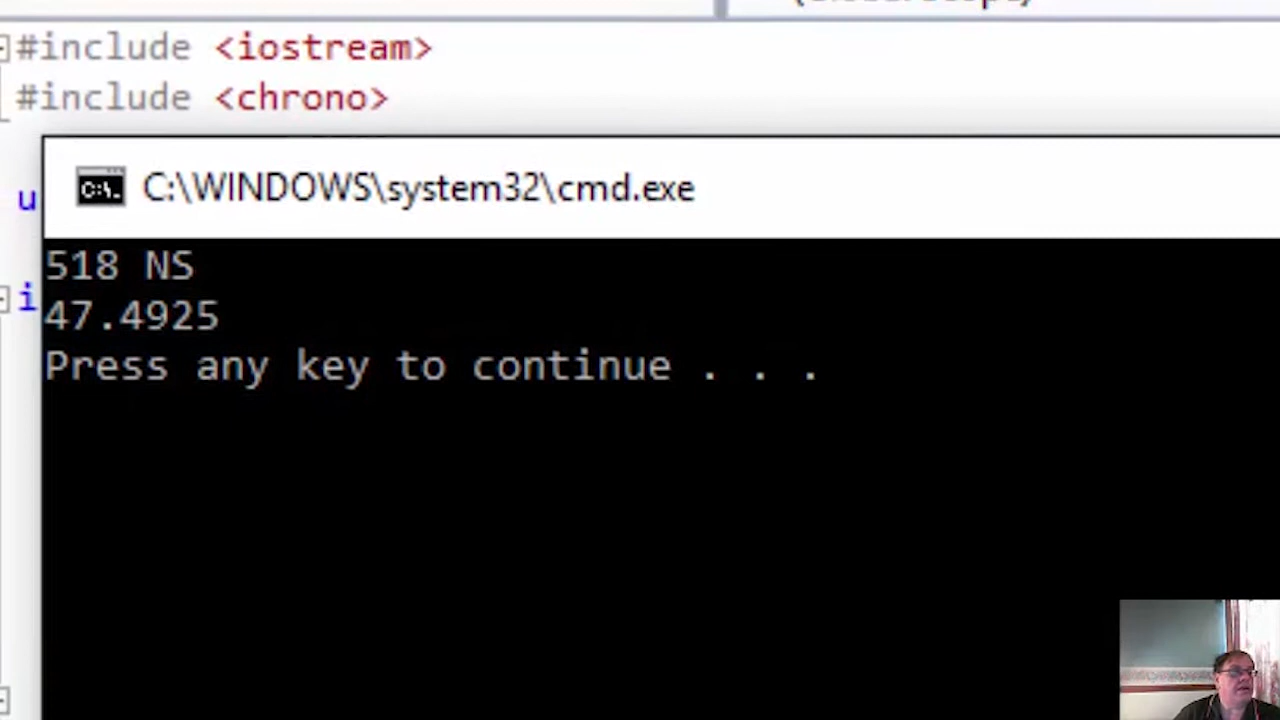 #include <iostream>
#include <chrono>
C:\WINDOWS\system32\cmd.exe
u
518 NS
i
47.4925
Press any key to continue . . .